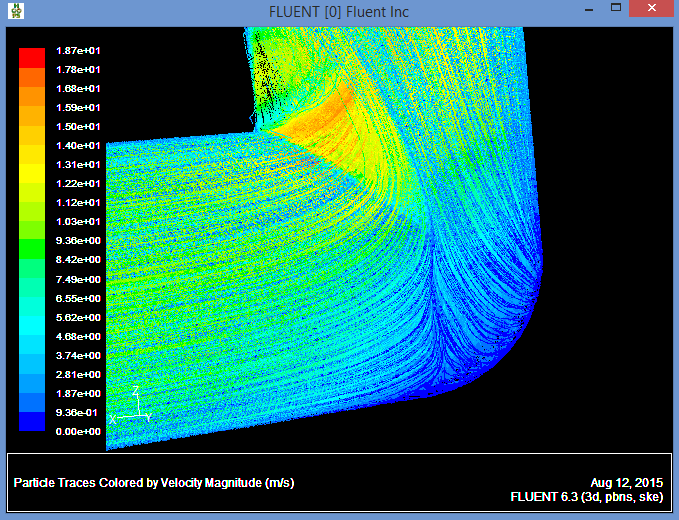 FLUENT [0] Fluent Inc
1.87e+01
1.78e+01
1.68e+01
1.59e+01
1.50e+01
1.40e+01
1.31e+01
1.22e+01
1.12e+01
1.03e+01
9.36e+00
8.42e+00
7.49e+00
6.55e+00
5.62e+00
4.68e+00
3.74e+00
2.81e+00
1.87e+00
9.36e-01
0.00e+00
Z
X Y
Particle Traces Colored by Velocity Magnitude (m/s)
Aug 12, 2015
FLUENT 6.3 (3d, pbns, ske)